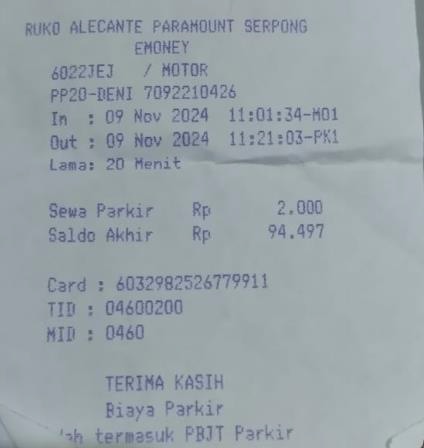 RUKO ALECANTE PARAMOUNT SERPONG
EMONEY
6022JEJ / MOTOR
PP20-DENI 7092210426
In : 09 Nov 2024 11:01:34-M01
Out : 09 Nov 2024 11:21:03-PK1
Lama: 20 Menit
Sewa Parkir Rp 2.000
Saldo Akhir Rp 94.497
Card : 6032982526779911
TID : 04600200
MID : 0460
TERIMA KASIH
Biaya Parkir
termasuk PBJT Parkir